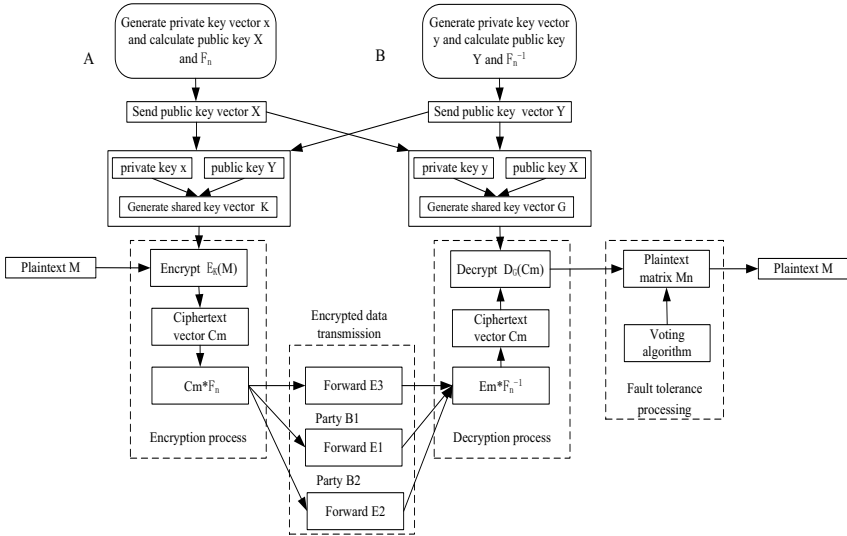 Generate private key vector x
and calculate public key X
and Fₙ
A
Generate private key vector
y and calculate public key
Y and Fₙ⁻¹
B
Send public key vector X
Send public key vector Y
private key x
public key Y
Generate shared key vector K
private key y
public key X
Generate shared key vector G
Plaintext M
Encrypt E_K(M)
Ciphertext
vector Cm
Cm*Fₙ
Encryption process
Encrypted data
transmission
Forward E3
Party B1
Forward E1
Party B2
Forward E2
Decrypt D_G(Cm)
Ciphertext
vector Cm
Em*Fₙ⁻¹
Decryption process
Plaintext
matrix Mn
Voting
algorithm
Fault tolerance
processing
Plaintext M